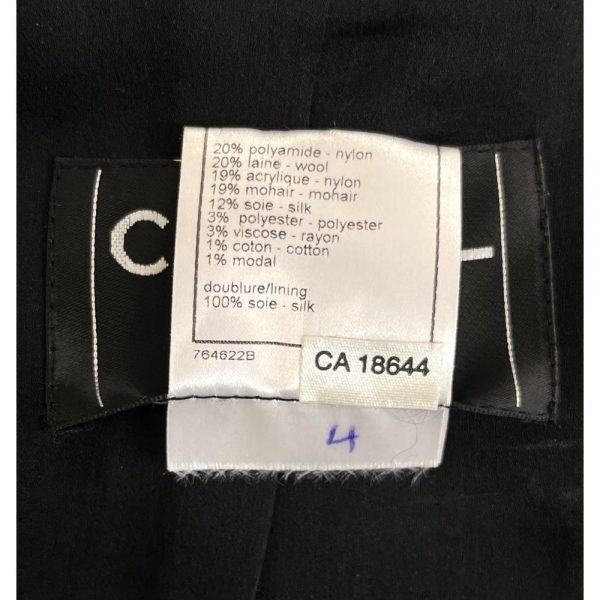 20% polyamide - nylon
20% laine - wool
19% acrylique - nylon
19% mohair - mohair
12% soie - silk
3% polyester - polyester
3% viscose - rayon
1% coton - cotton
1% modal
C
doublure/lining:
100% soie - silk
764622B
CA 18644
4